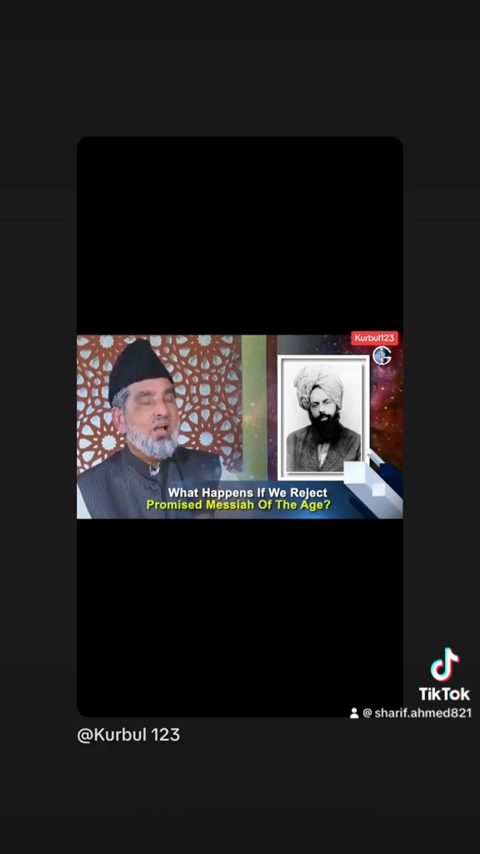 Kurbul123
What Happens If We Reject
Promised Messiah Of The Age?
TikTok
@ sharif.ahmed821
@Kurbul 123